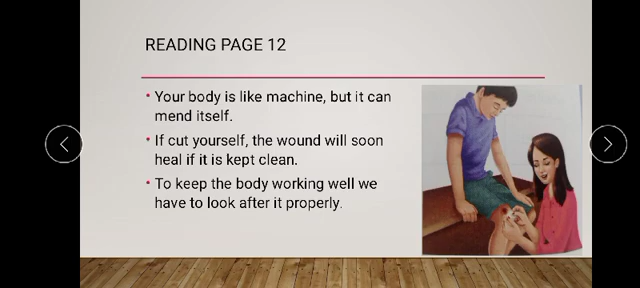 READING PAGE 12
• Your body is like machine, but it can
mend itself.
• If cut yourself, the wound will soon
heal if it is kept clean.
• To keep the body working well we
have to look after it properly.